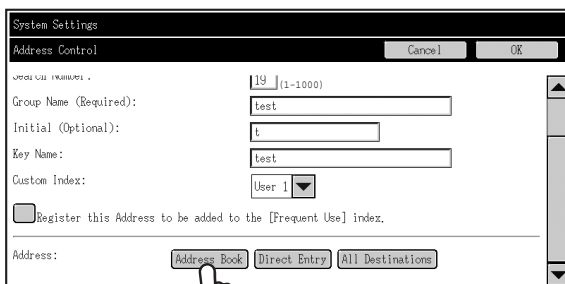 System Settings
Address Control Cancel OK
Search Number: 19 (1-1000)
Group Name (Required): test
Initial (Optional): t
Key Name: test
Custom Index: User 1
Register this Address to be added to the [Frequent Use] index.
Address: Address Book Direct Entry All Destinations